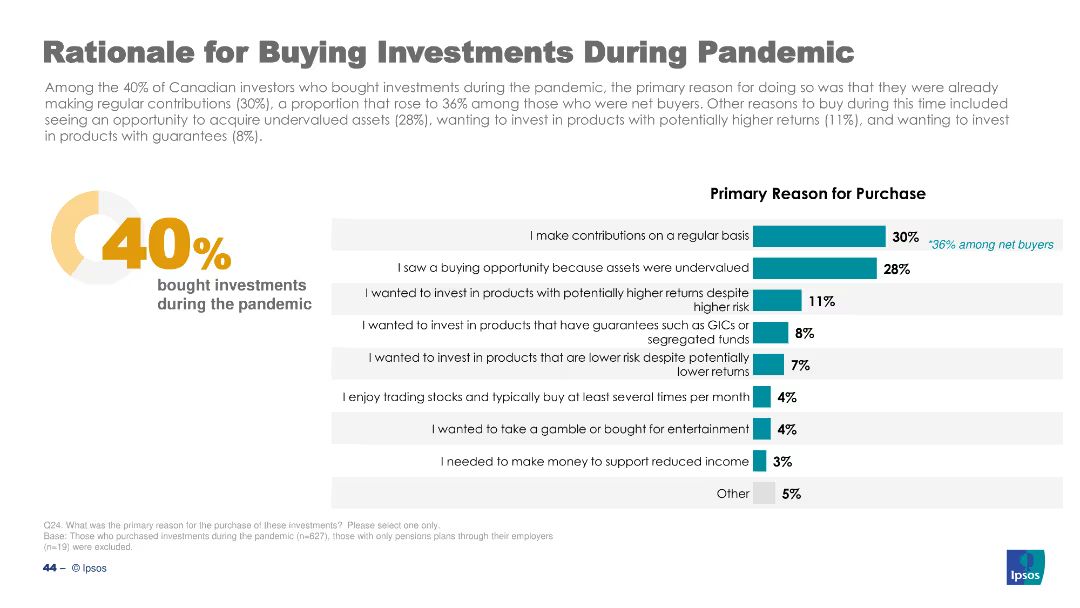 Rationale for Buying Investments During Pandemic
Among the 40% of Canadian investors who bought investments during the pandemic, the primary reason for doing so was that they were already
making regular contributions (30%), a proportion that rose to 36% among those who were net buyers. Other reasons to buy during this time included
seeing an opportunity to acquire undervalued assets (28%), wanting to invest in products with potentially higher returns (11%), and wanting to invest
in products with guarantees (8%).
40%
bought investments
during the pandemic
Primary Reason for Purchase
I make contributions on a regular basis 30% *36% among net buyers
I saw a buying opportunity because assets were undervalued 28%
I wanted to invest in products with potentially higher returns despite
higher risk 11%
I wanted to invest in products that have guarantees such as GICs or
segregated funds 8%
I wanted to invest in products that are lower risk despite potentially
lower returns 7%
I enjoy trading stocks and typically buy at least several times per month 4%
I wanted to take a gamble or bought for entertainment 4%
I needed to make money to support reduced income 3%
Other 5%
Q24. What was the primary reason for the purchase of these investments? Please select one only.
Base: Those who purchased investments during the pandemic (n=627), those with only pensions plans through their employers
(n=19) were excluded.
44 – © Ipsos
Ipsos